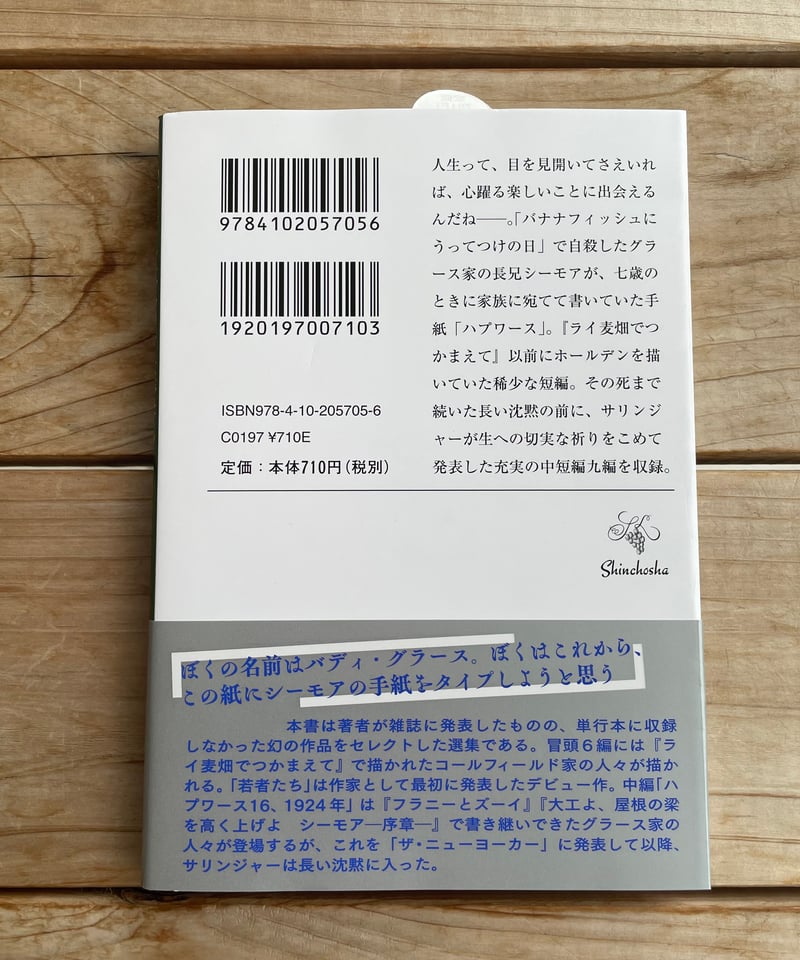 9784102057056
1920197007103
ISBN978-4-10-205705-6
C0197 ¥710E
定価:本体710円(税別)
人生って、目を見開いてさえいれ
ば、心躍る楽しいことに出会える
んだね――。「バナナフィッシュに
うってつけの日」で自殺したグラ
ース家の長兄シーモアが、七歳の
ときに家族に宛てて書いていた手
紙「ハプワース」。『ライ麦畑でつ
かまえて』以前にホールデンを描
いていた稀少な短編。その死まで
続いた長い沈黙の前に、サリンジ
ャーが生への切実な祈りをこめて
発表した充実の中短編九編を収録。
Shinchosha
ぼくの名前はバディ・グラース。ぼくはこれから、
この紙にシーモアの手紙をタイプしようと思う
本書は著者が雑誌に発表したものの、単行本に収録
しなかった幻の作品をセレクトした選集である。冒頭6編には『ラ
イ麦畑でつかまえて』で描かれたコールフィールド家の人々が描か
れる。「若者たち」は作家として最初に発表したデビュー作。中編「ハ
プワース16、1924年」は『フラニーとズーイ』『大工よ、屋根の梁
を高く上げよ　シーモア―序章―』で書き継いできたグラース家の
人々が登場するが、これを「ザ・ニューヨーカー」に発表して以降、
サリンジャーは長い沈黙に入った。